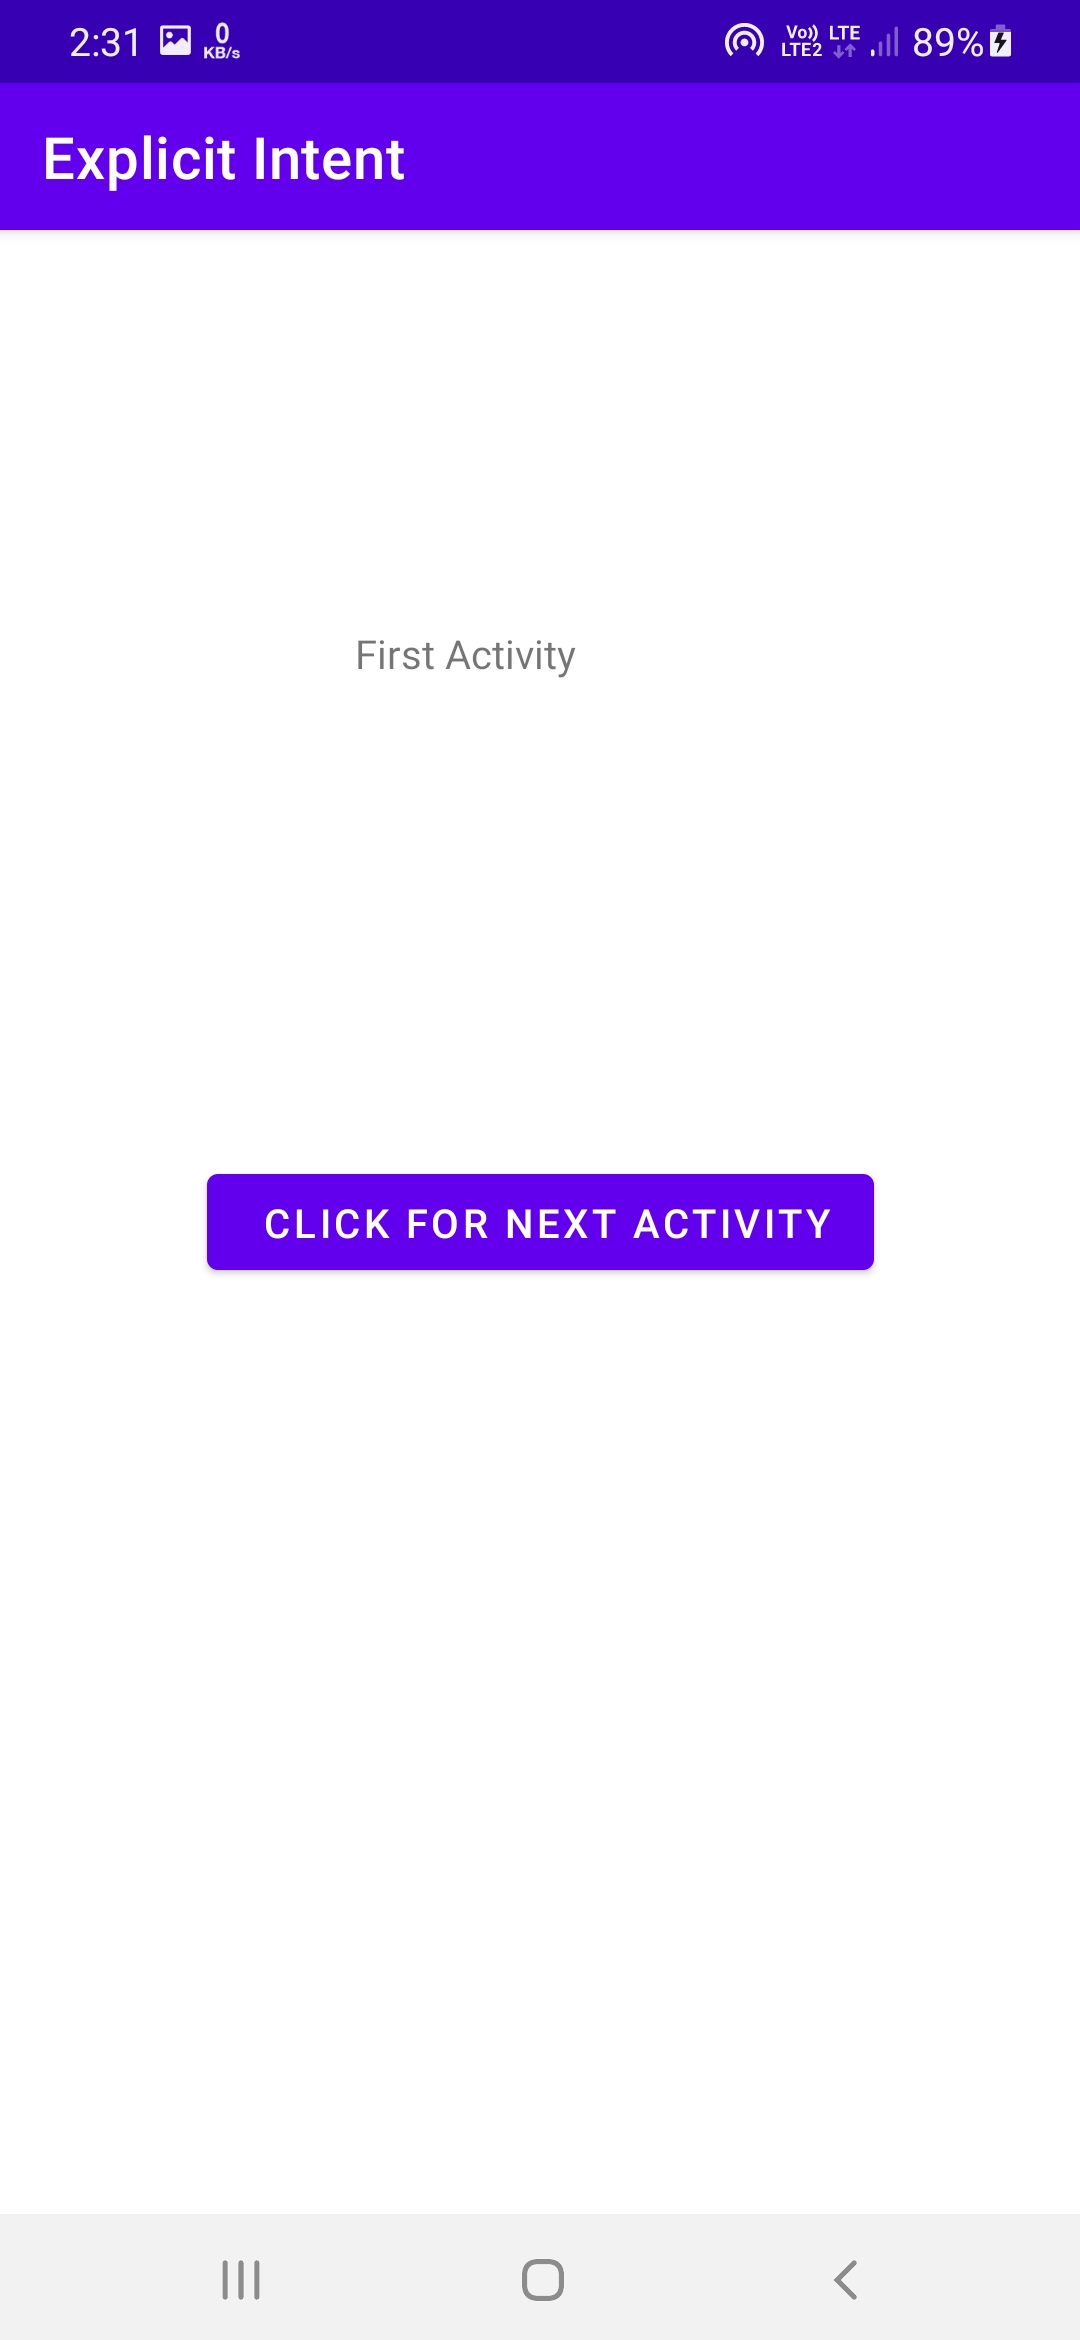 2:31 0 KB/s Vo)) LTE2 LTE 89%
Explicit Intent
First Activity
CLICK FOR NEXT ACTIVITY